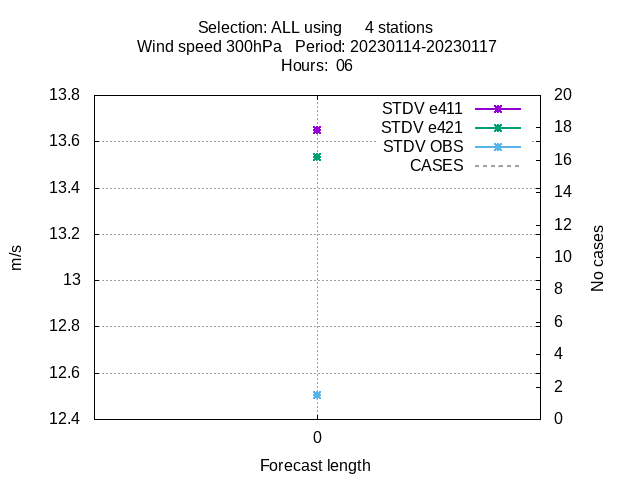 Selection: ALL using     4 stations
Wind speed 300hPa   Period: 20230114-20230117
Hours:  06
13.8
13.6
13.4
13.2
13
12.8
12.6
12.4
m/s
STDV e411
STDV e421
STDV OBS
CASES
20
18
16
14
12
10
8
6
4
2
0
No cases
0
Forecast length